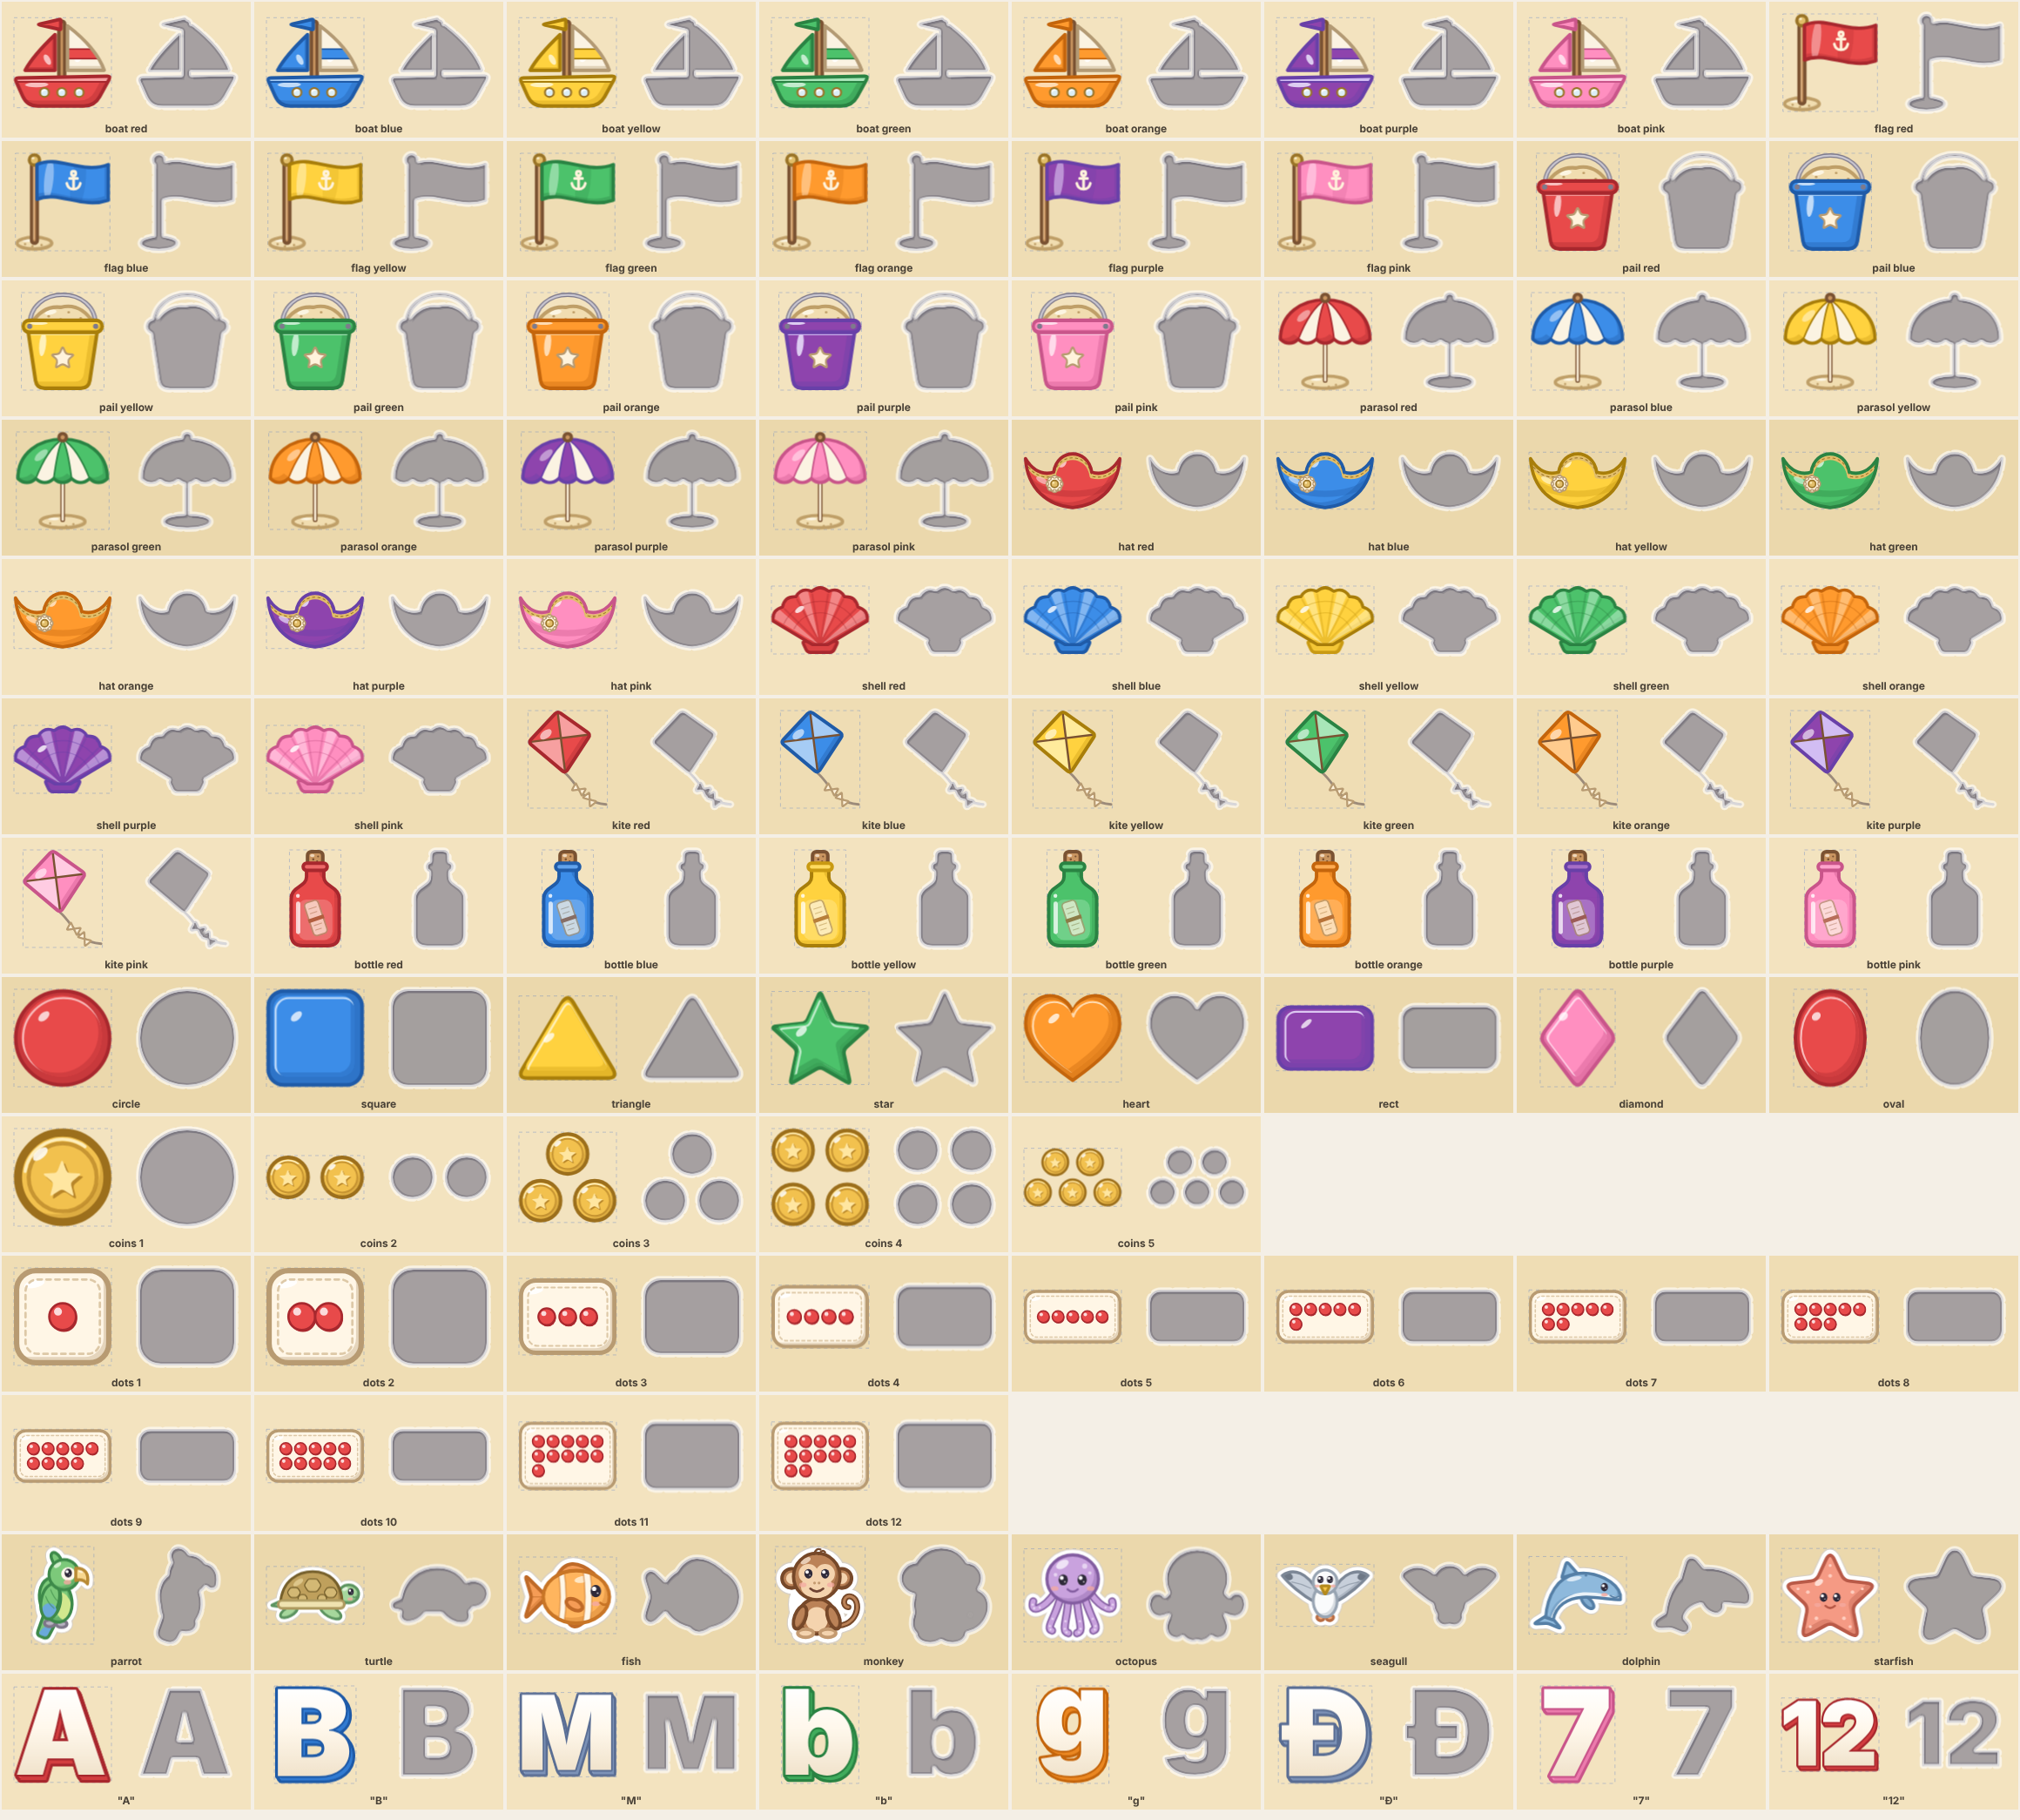 boat red boat blue boat yellow boat green boat orange boat purple boat pink flag red
flag blue flag yellow flag green flag orange flag purple flag pink pail red pail blue
pail yellow pail green pail orange pail purple pail pink parasol red parasol blue parasol yellow
parasol green parasol orange parasol purple parasol pink hat red hat blue hat yellow hat green
hat orange hat purple hat pink shell red shell blue shell yellow shell green shell orange
shell purple shell pink kite red kite blue kite yellow kite green kite orange kite purple
kite pink bottle red bottle blue bottle yellow bottle green bottle orange bottle purple bottle pink
circle square triangle star heart rect diamond oval
coins 1 coins 2 coins 3 coins 4 coins 5
dots 1 dots 2 dots 3 dots 4 dots 5 dots 6 dots 7 dots 8
dots 9 dots 10 dots 11 dots 12
parrot turtle fish monkey octopus seagull dolphin starfish
A A B B M M b b g g Đ Đ 7 7 12 12
"A" "B" "M" "b" "g" "Đ" "7" "12"